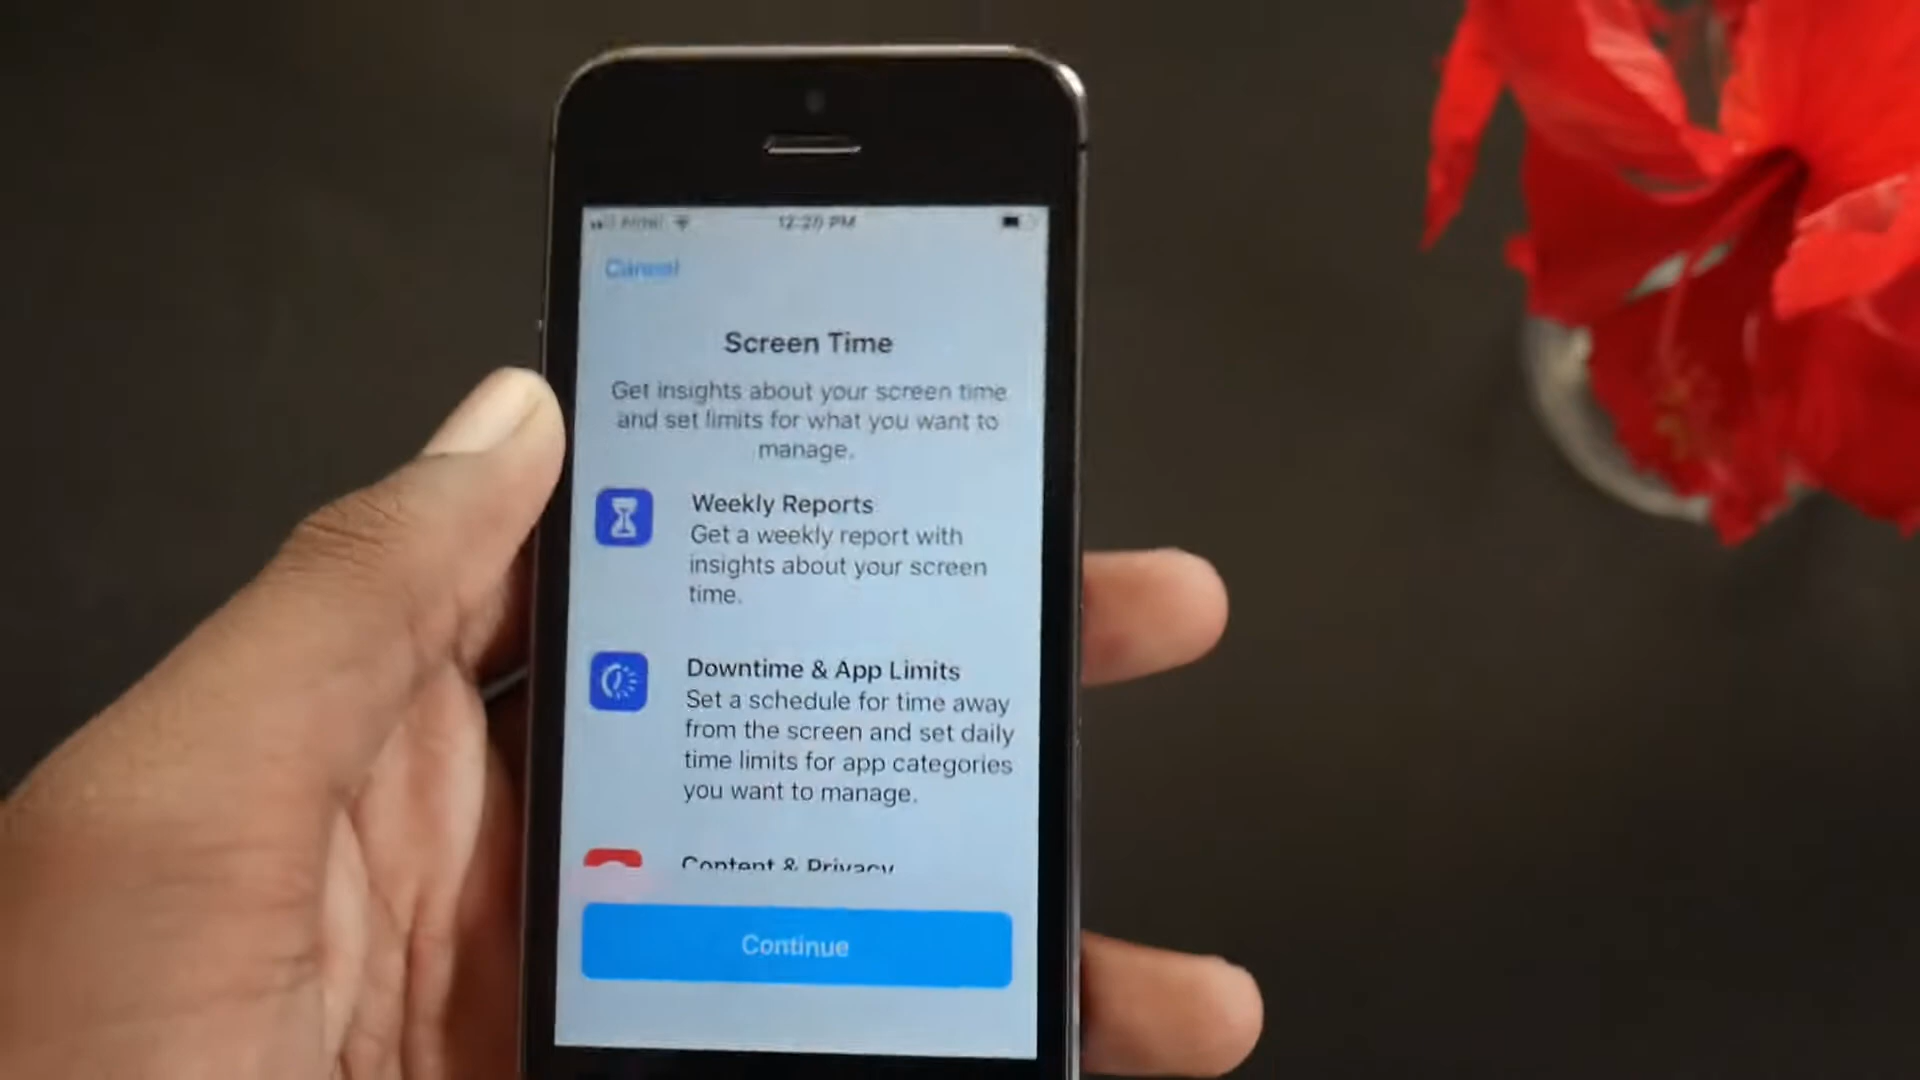 12:20 PM
Cancel
Screen Time
Get insights about your screen time
and set limits for what you want to
manage.
Weekly Reports
Get a weekly report with
insights about your screen
time.
Downtime & App Limits
Set a schedule for time away
from the screen and set daily
time limits for app categories
you want to manage.
Content & Privacy
Continue